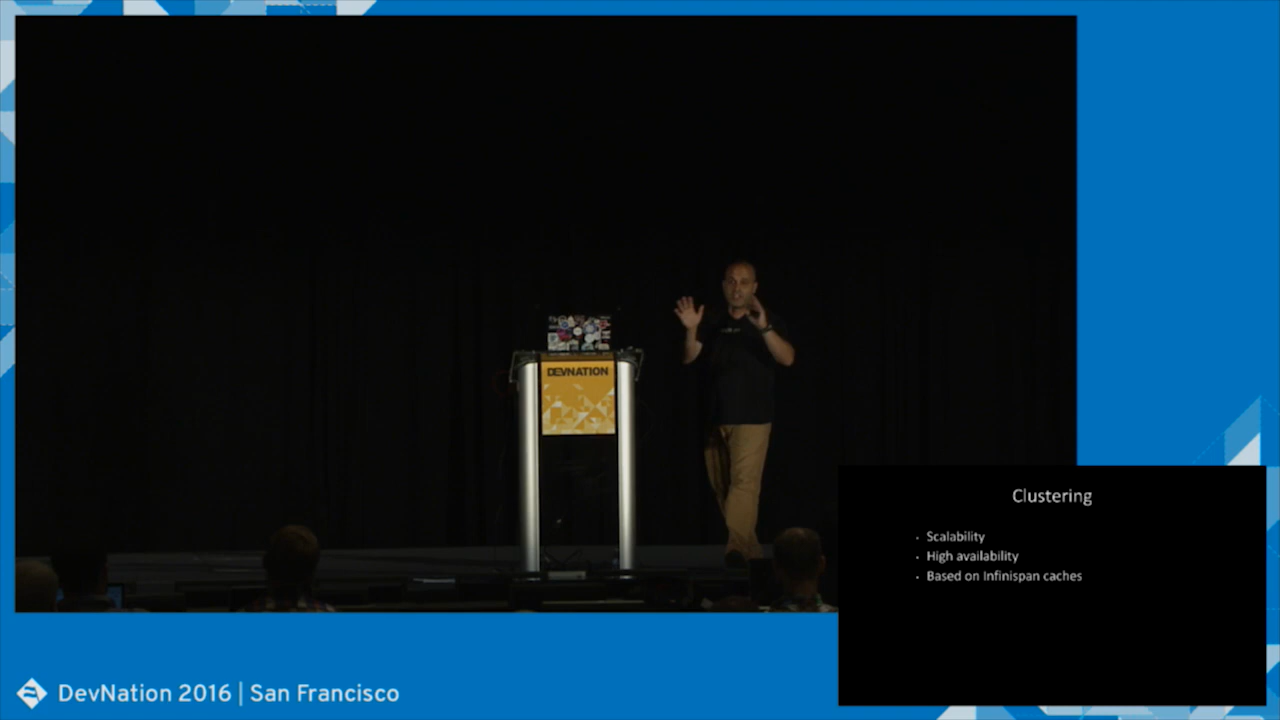 DEVNATION
Clustering
Scalability
High availability
Based on Infinispan caches
DevNation 2016 | San Francisco